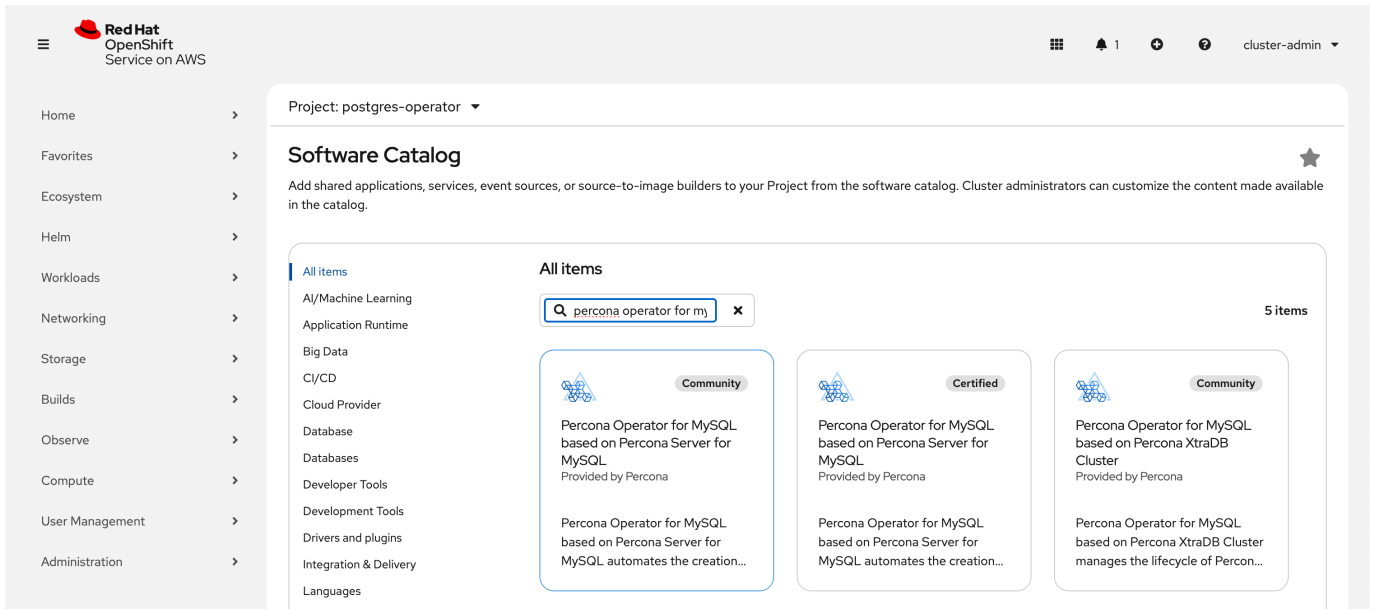 Red Hat
OpenShift
Service on AWS
1
cluster-admin
Home
Favorites
Ecosystem
Helm
Workloads
Networking
Storage
Builds
Observe
Compute
User Management
Administration
Project: postgres-operator
Software Catalog
Add shared applications, services, event sources, or source-to-image builders to your Project from the software catalog. Cluster administrators can customize the content made available
in the catalog.
All items
AI/Machine Learning
Application Runtime
Big Data
CI/CD
Cloud Provider
Database
Databases
Developer Tools
Development Tools
Drivers and plugins
Integration & Delivery
Languages
All items
percona operator for my
5 items
Community
Percona Operator for MySQL
based on Percona Server for
MySQL
Provided by Percona
Percona Operator for MySQL
based on Percona Server for
MySQL automates the creation...
Certified
Percona Operator for MySQL
based on Percona Server for
MySQL
Provided by Percona
Percona Operator for MySQL
based on Percona Server for
MySQL automates the creation...
Community
Percona Operator for MySQL
based on Percona XtraDB
Cluster
Provided by Percona
Percona Operator for MySQL
based on Percona XtraDB Cluster
manages the lifecycle of Percon...